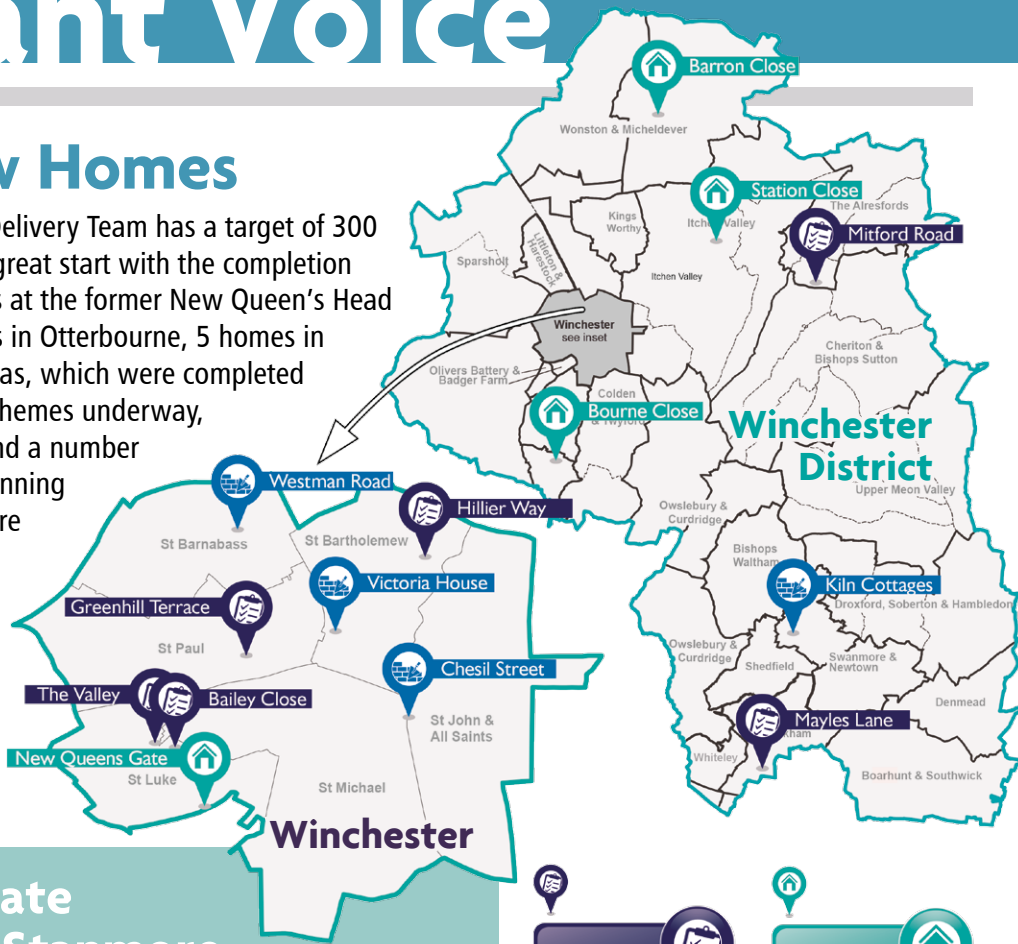 ant Voice
w Homes
Delivery Team has a target of 300
great start with the completion
s at the former New Queen's Head
s in Otterbourne, 5 homes in
as, which were completed
hemes underway,
nd a number
nning
re
Barron Close
Wonston & Micheldever
Station Close
The Alresfords
Kings
Worthy
Itchen Valley
Mitford Road
Littleton &
Harestock
Sparsholt
Itchen Valley
Winchester
see inset
Cheriton &
Bishops Sutton
Olivers Battery &
Badger Farm
Colden
& Twyford
Bourne Close
Winchester
District
Upper Meon Valley
Owslebury &
Curdridge
Westman Road
Hillier Way
St Barnabass
St Bartholemew
Bishops
Waltham
Victoria House
Kiln Cottages
Greenhill Terrace
Droxford, Soberton & Hambledon
St Paul
Owslebury &
Curdridge
Shedfield
Swanmore &
Newtown
Chesil Street
The Valley
Bailey Close
Denmead
St John &
All Saints
Mayles Lane
kham
New Queens Gate
St Luke
Whiteley
Boarhunt & Southwick
St Michael
Winchester
ate
Stanmore